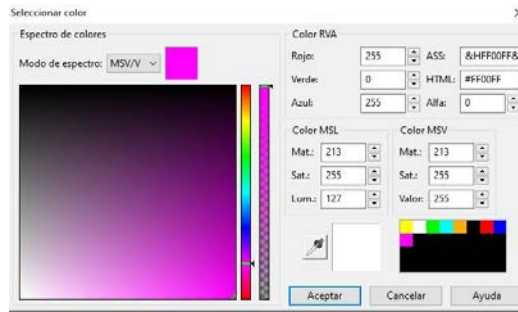 Seleccionar color
Espectro de colores
Modo de espectro: MSV/V
Color RVA
Rojo: 255 ASS: &HFF00FF&
Verde: 0 HTML: #FF00FF
Azul: 255 Alfa: 0
Color MSL
Mat.: 213
Sat.: 255
Lum.: 127
Color MSV
Mat.: 213
Sat.: 255
Valor: 255
Aceptar Cancelar Ayuda